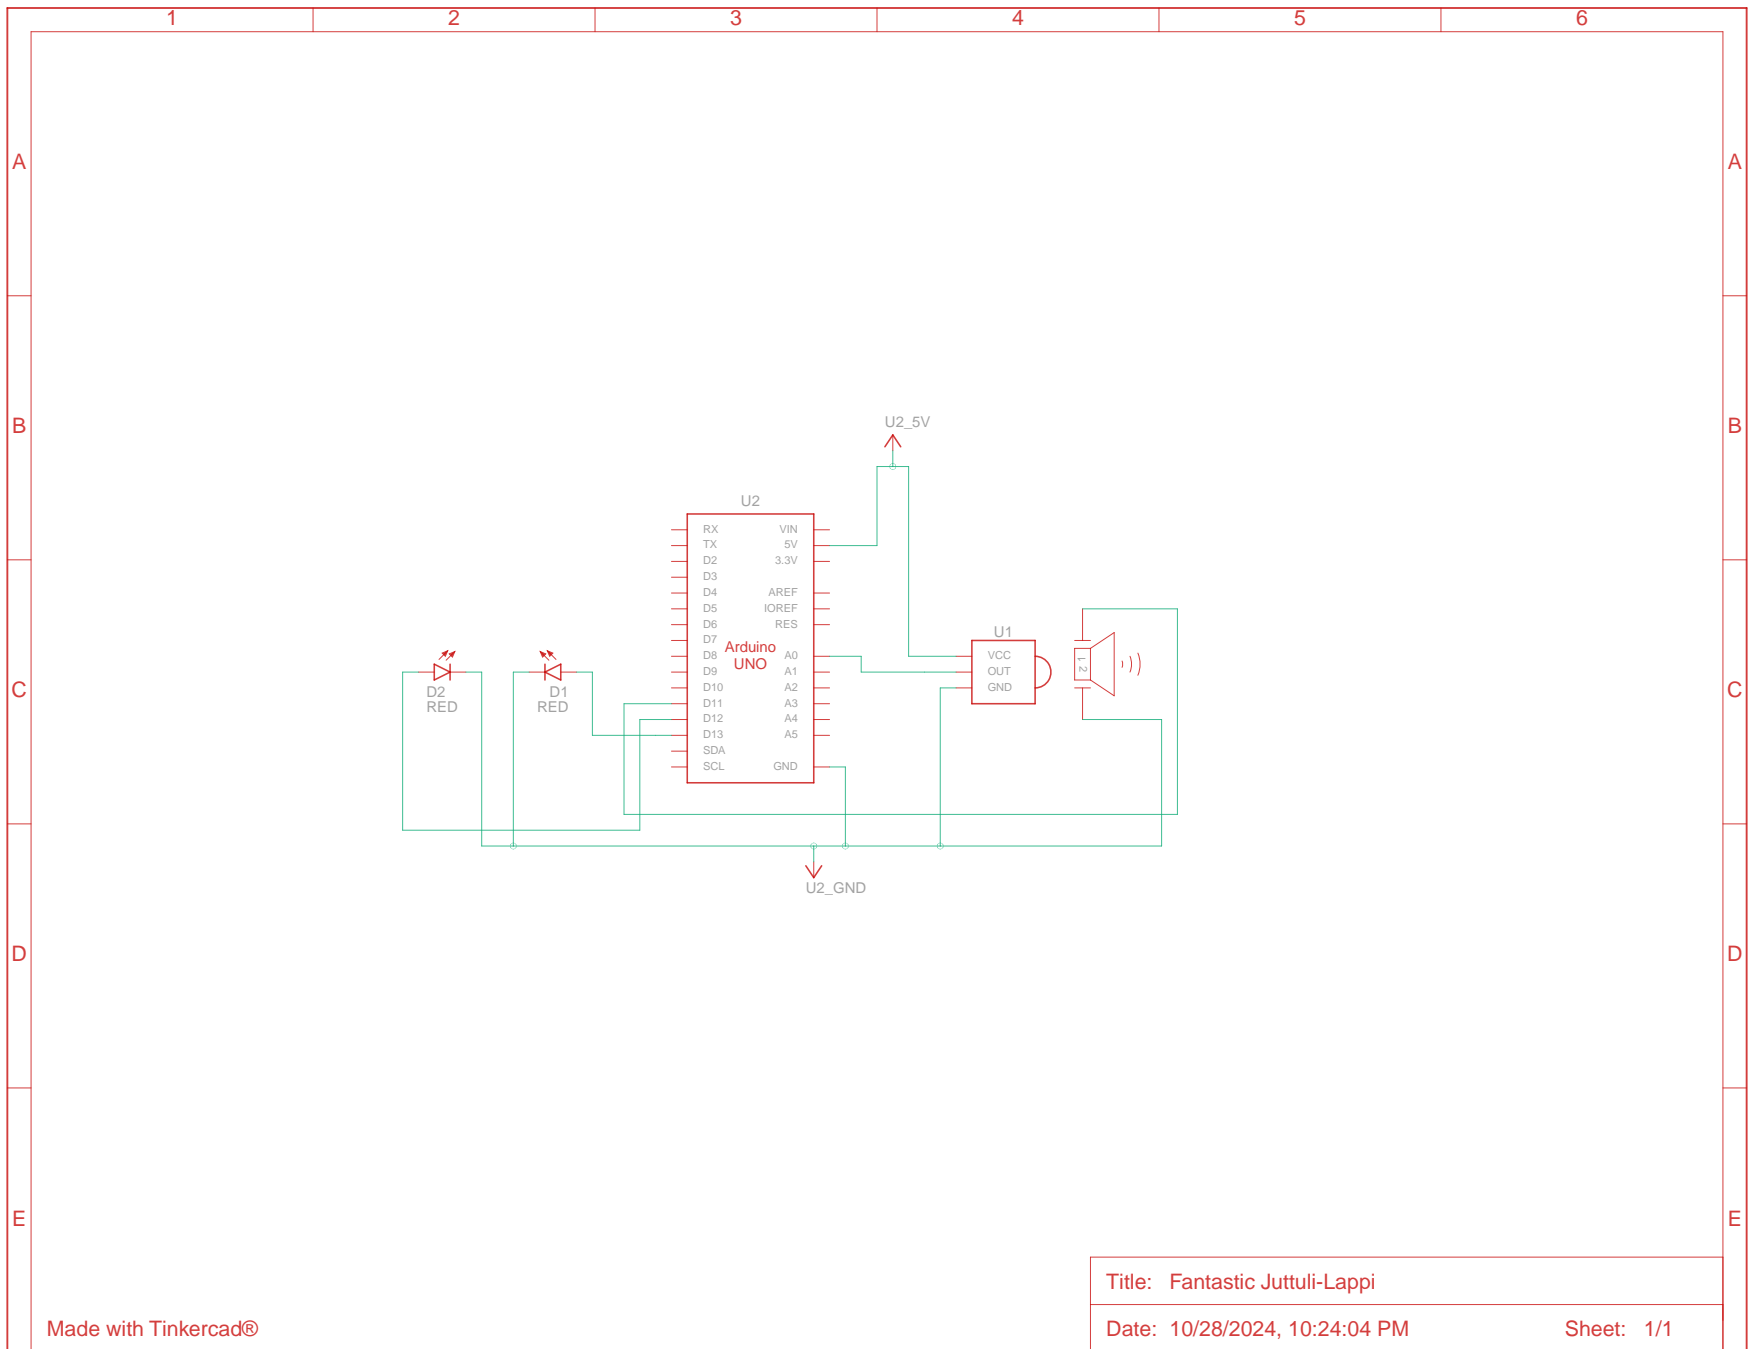 1 2 3 4 5 6
A A
B B
U2_5V
U2
RX VIN
TX 5V
D2 3.3V
D3
D4 AREF
D5 IOREF
D6 RES
D7
Arduino
UNO
D8 A0
D9 A1
D10 A2
D11 A3
D12 A4
D13 A5
SDA
SCL GND
U1
VCC
OUT
GND
1 2
C C
D2
RED
D1
RED
U2_GND
D D
E E
Title: Fantastic Juttuli-Lappi
Made with Tinkercad®
Date: 10/28/2024, 10:24:04 PM Sheet: 1/1